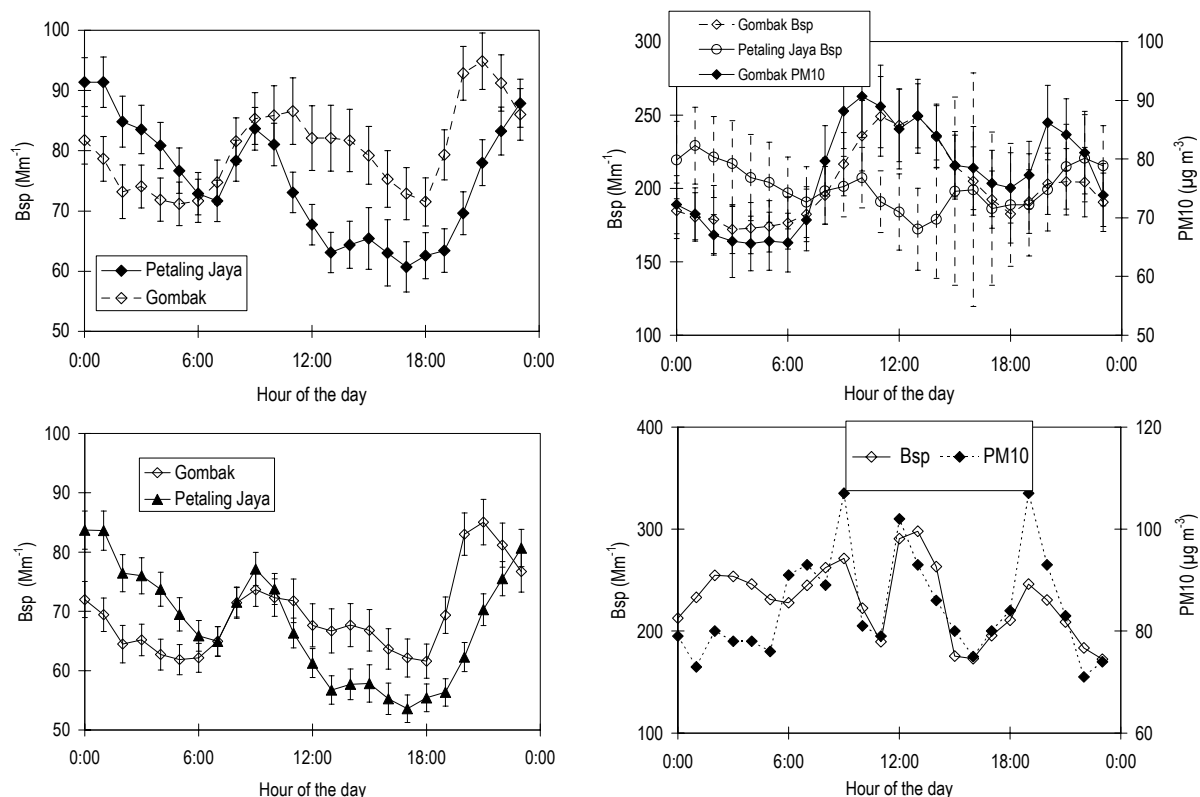 100
90
80
70
60
50
Bsp (Mm⁻¹)
Petaling Jaya
Gombak
0:00 6:00 12:00 18:00 0:00
Hour of the day
Gombak Bsp
Petaling Jaya Bsp
Gombak PM10
300
250
200
150
100
Bsp (Mm⁻¹)
100
90
80
70
60
50
PM10 (µg m⁻³)
0:00 6:00 12:00 18:00 0:00
Hour of the day
100
90
80
70
60
50
Bsp (Mm⁻¹)
Gombak
Petaling Jaya
0:00 6:00 12:00 18:00 0:00
Hour of the day
400
300
200
100
Bsp (Mm⁻¹)
Bsp PM10
120
100
80
60
PM10 (µg m⁻³)
0:00 6:00 12:00 18:00 0:00
Hour of the day